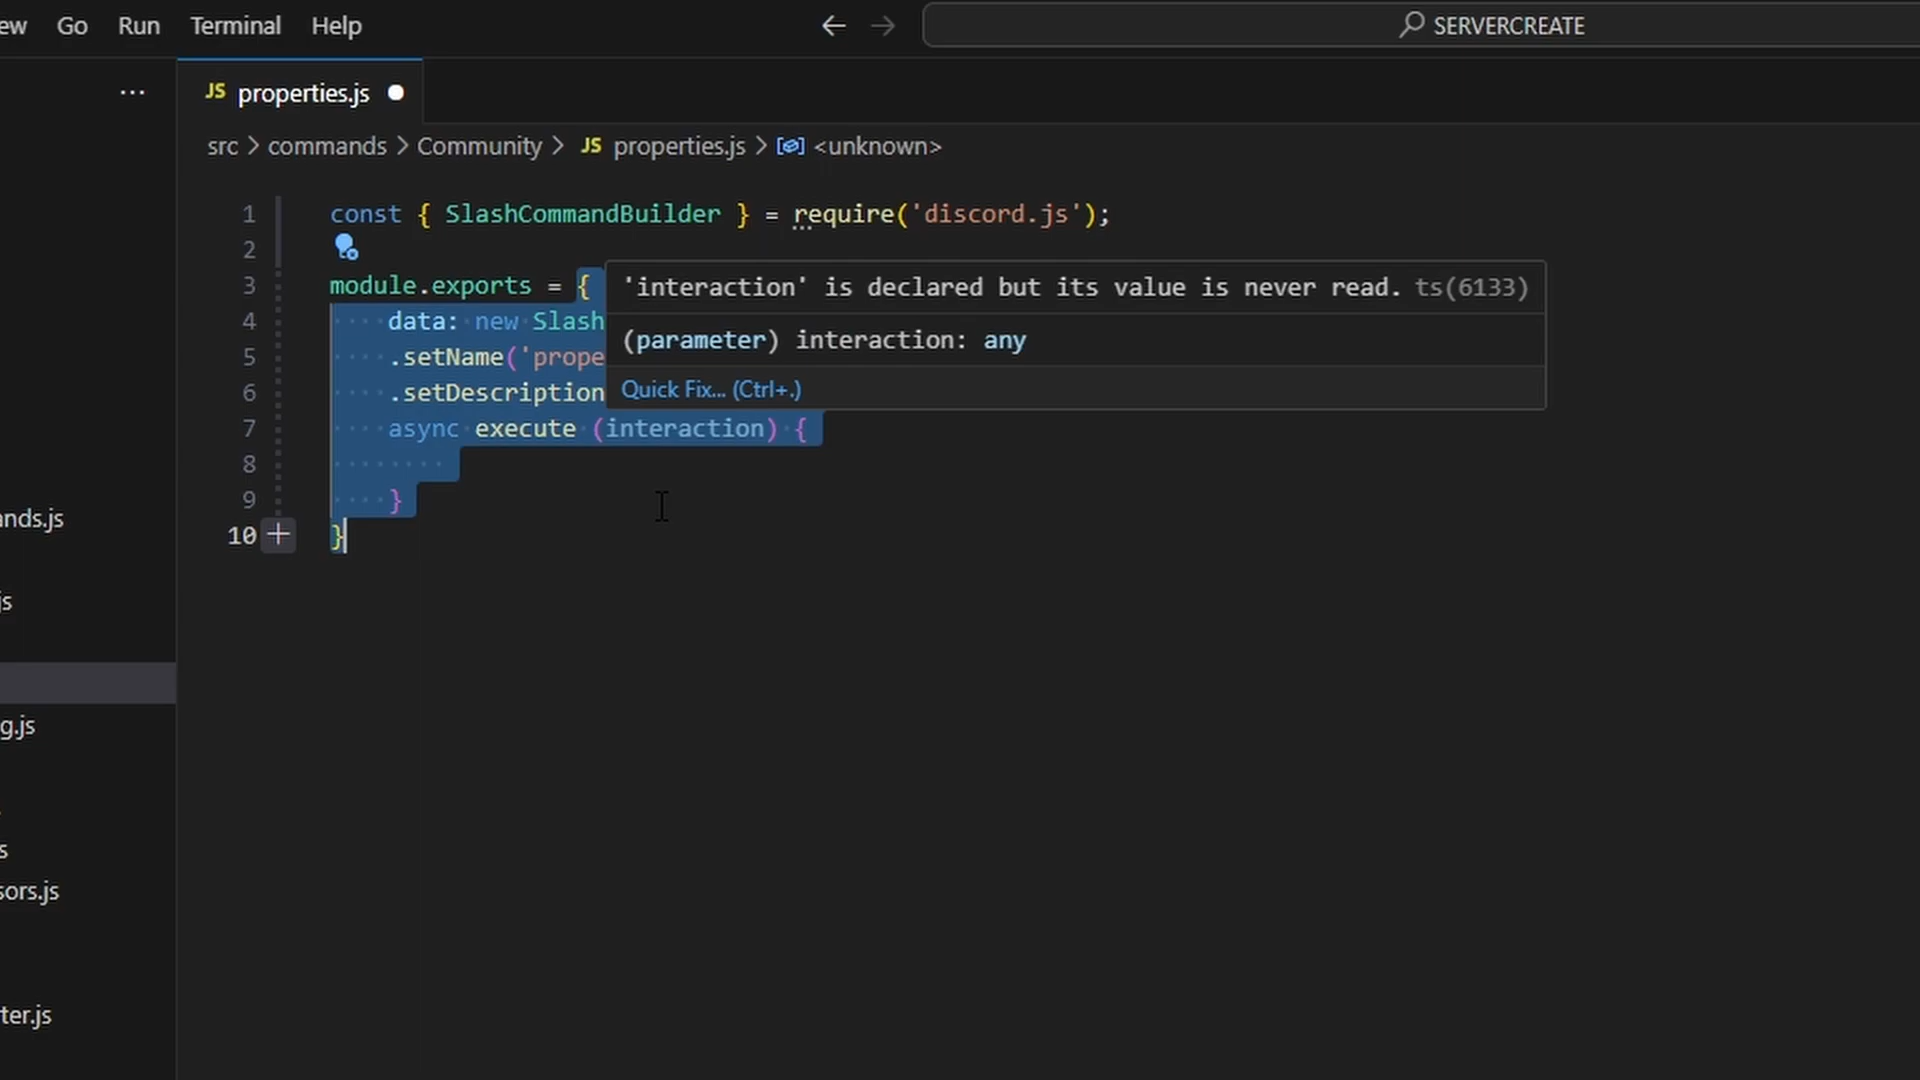 ew Go Run Terminal Help
SERVERCREATE
JS properties.js
src > commands > Community > JS properties.js > <unknown>
1 const { SlashCommandBuilder } = require('discord.js');
2
3 module.exports = {
4 data: new Slash
5 .setName('prope
6 .setDescription
7 async execute (interaction) {
8
9 }
10 }
'interaction' is declared but its value is never read. ts(6133)
(parameter) interaction: any
Quick Fix... (Ctrl+.)
ands.js
js
g.js
s
sors.js
ter.js